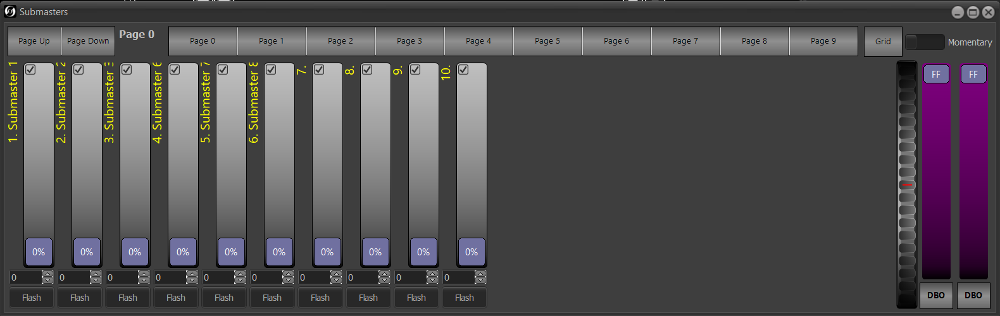 Submasters
Page Up Page Down Page 0 Page 0 Page 1 Page 2 Page 3 Page 4 Page 5 Page 6 Page 7 Page 8 Page 9 Grid Momentary
1. Submaster 1
2. Submaster 2
3. Submaster 3
4. Submaster 6
5. Submaster 7
6. Submaster 8
7.
8.
9.
10.
FF FF
0% 0% 0% 0% 0% 0% 0% 0% 0% 0%
0 0 0 0 0 0 0 0 0 0
Flash Flash Flash Flash Flash Flash Flash Flash Flash Flash
DBO DBO